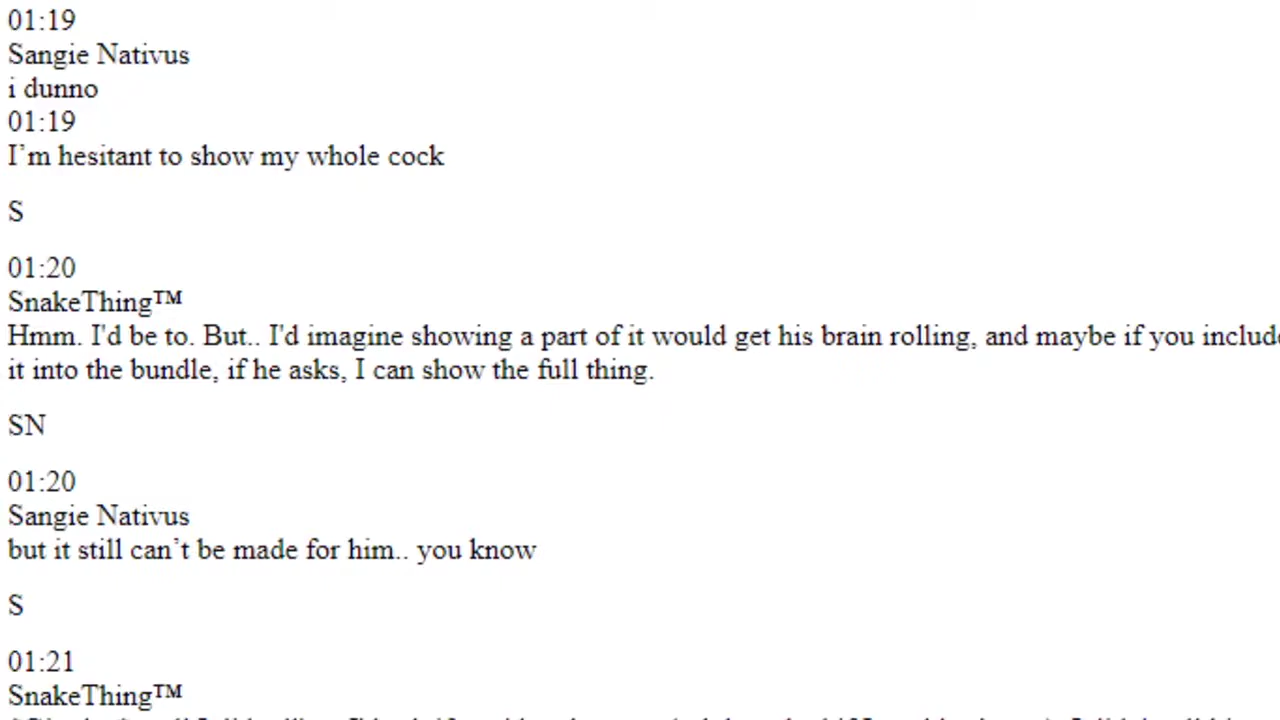 01:19
Sangie Nativus
i dunno
01:19
I’m hesitant to show my whole cock
S
01:20
SnakeThing™
Hmm. I'd be to. But.. I'd imagine showing a part of it would get his brain rolling, and maybe if you include
it into the bundle, if he asks, I can show the full thing.
SN
01:20
Sangie Nativus
but it still can’t be made for him.. you know
S
01:21
SnakeThing™